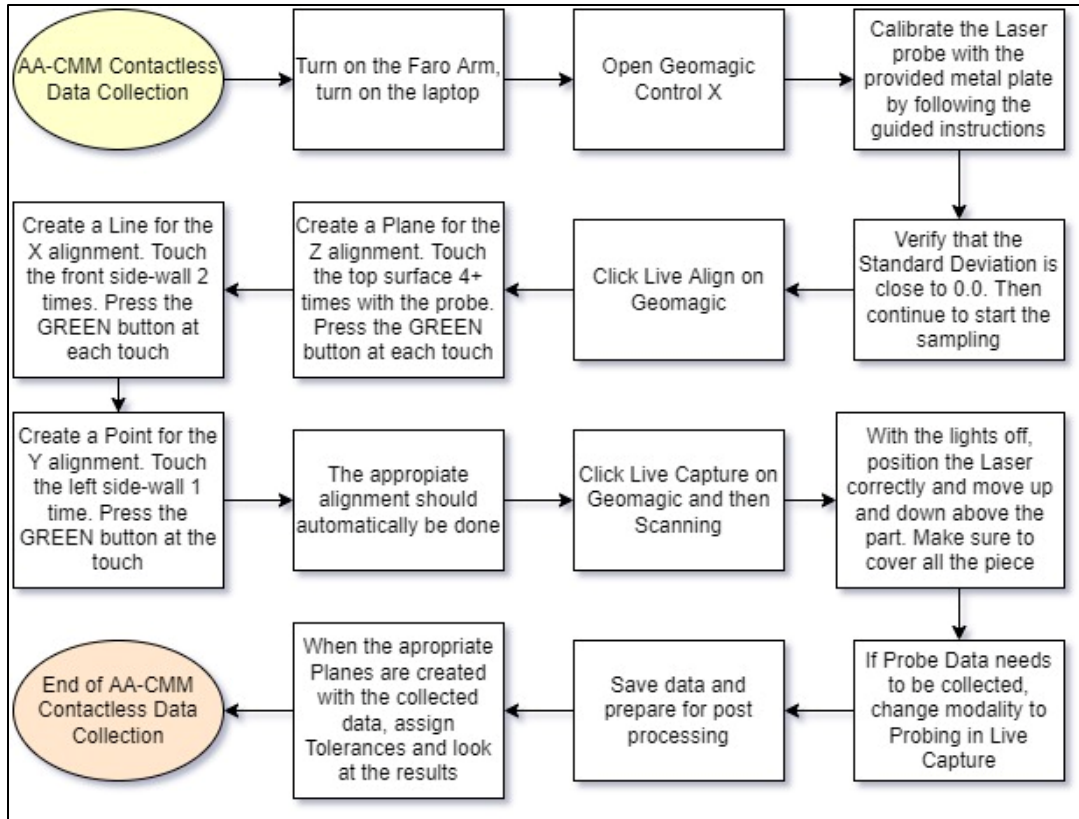 AA-CMM Contactless
Data Collection
Turn on the Faro Arm,
turn on the laptop
Open Geomagic
Control X
Calibrate the Laser
probe with the
provided metal plate
by following the
guided instructions
Verify that the
Standard Deviation is
close to 0.0. Then
continue to start the
sampling
Click Live Align on
Geomagic
Create a Plane for the
Z alignment. Touch
the top surface 4+
times with the probe.
Press the GREEN
button at each touch
Create a Line for the
X alignment. Touch
the front side-wall 2
times. Press the
GREEN button at
each touch
Create a Point for the
Y alignment. Touch
the left side-wall 1
time. Press the
GREEN button at the
touch
The appropiate
alignment should
automatically be done
Click Live Capture on
Geomagic and then
Scanning
With the lights off,
position the Laser
correctly and move up
and down above the
part. Make sure to
cover all the piece
If Probe Data needs
to be collected,
change modality to
Probing in Live
Capture
Save data and
prepare for post
processing
When the apropriate
Planes are created
with the collected
data, assign
Tolerances and look
at the results
End of AA-CMM
Contactless Data
Collection